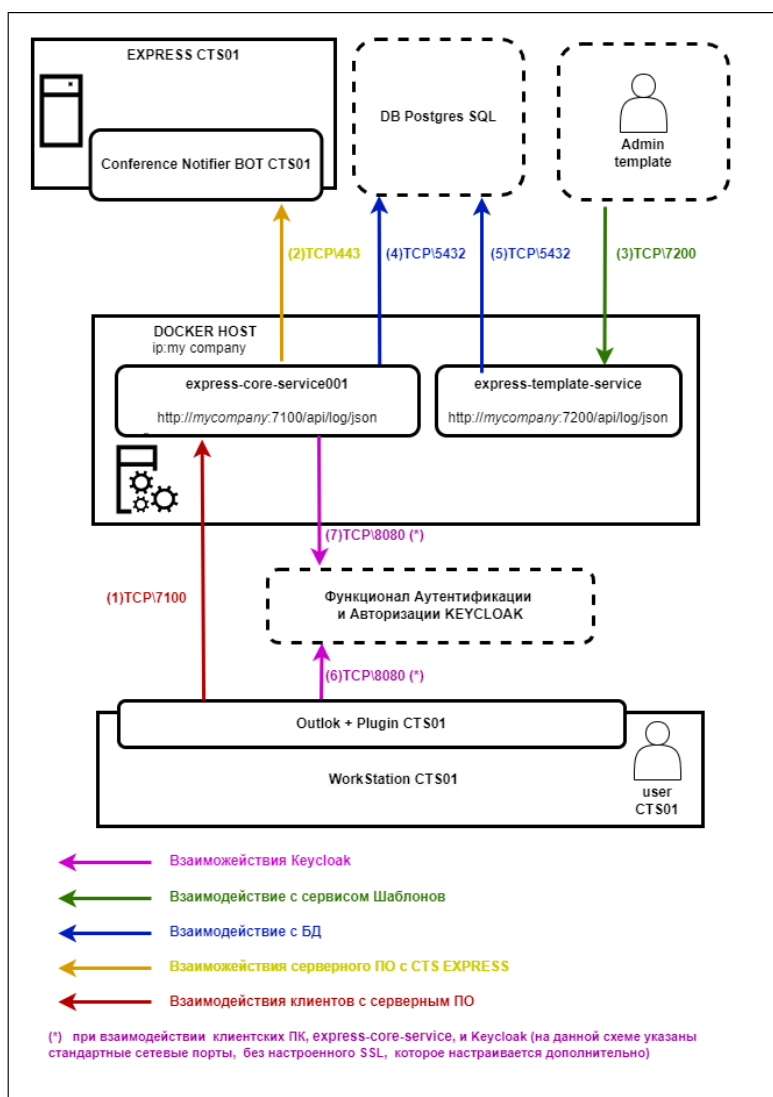 EXPRESS CTS01
Conference Notifier BOT CTS01
DB Postgres SQL
Admin
template
(2)TCP\443
(4)TCP\5432
(5)TCP\5432
(3)TCP\7200
DOCKER HOST
ip:my company
express-core-service001
http://mycompany:7100/api/log/json
express-template-service
http://mycompany:7200/api/log/json
(7)TCP\8080 (*)
(1)TCP\7100
Функционал Аутентификации
и Авторизации KEYCLOAK
(6)TCP\8080 (*)
Outlok + Plugin CTS01
WorkStation CTS01
user
CTS01
Взаиможействия Keycloak
Взаимодействие с сервисом Шаблонов
Взаимодействие с БД
Взаиможействия серверного ПО с CTS EXPRESS
Взаимодействия клиентов с серверным ПО
(*) при взаимодействии клиентских ПК, express-core-service, и Keycloak (на данной схеме указаны
стандартные сетевые порты, без настроенного SSL, которое настраивается дополнительно)